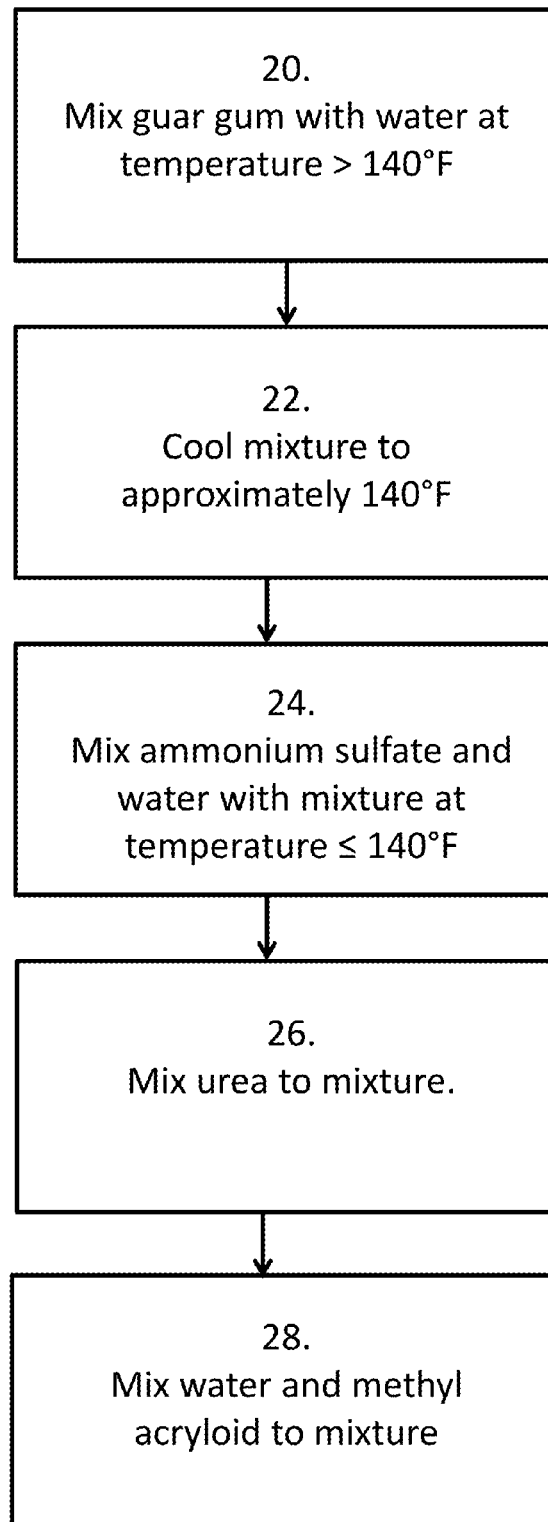 20.
Mix guar gum with water at
temperature > 140°F
22.
Cool mixture to
approximately 140°F
24.
Mix ammonium sulfate and
water with mixture at
temperature ≤ 140°F
26.
Mix urea to mixture.
28.
Mix water and methyl
acryloid to mixture